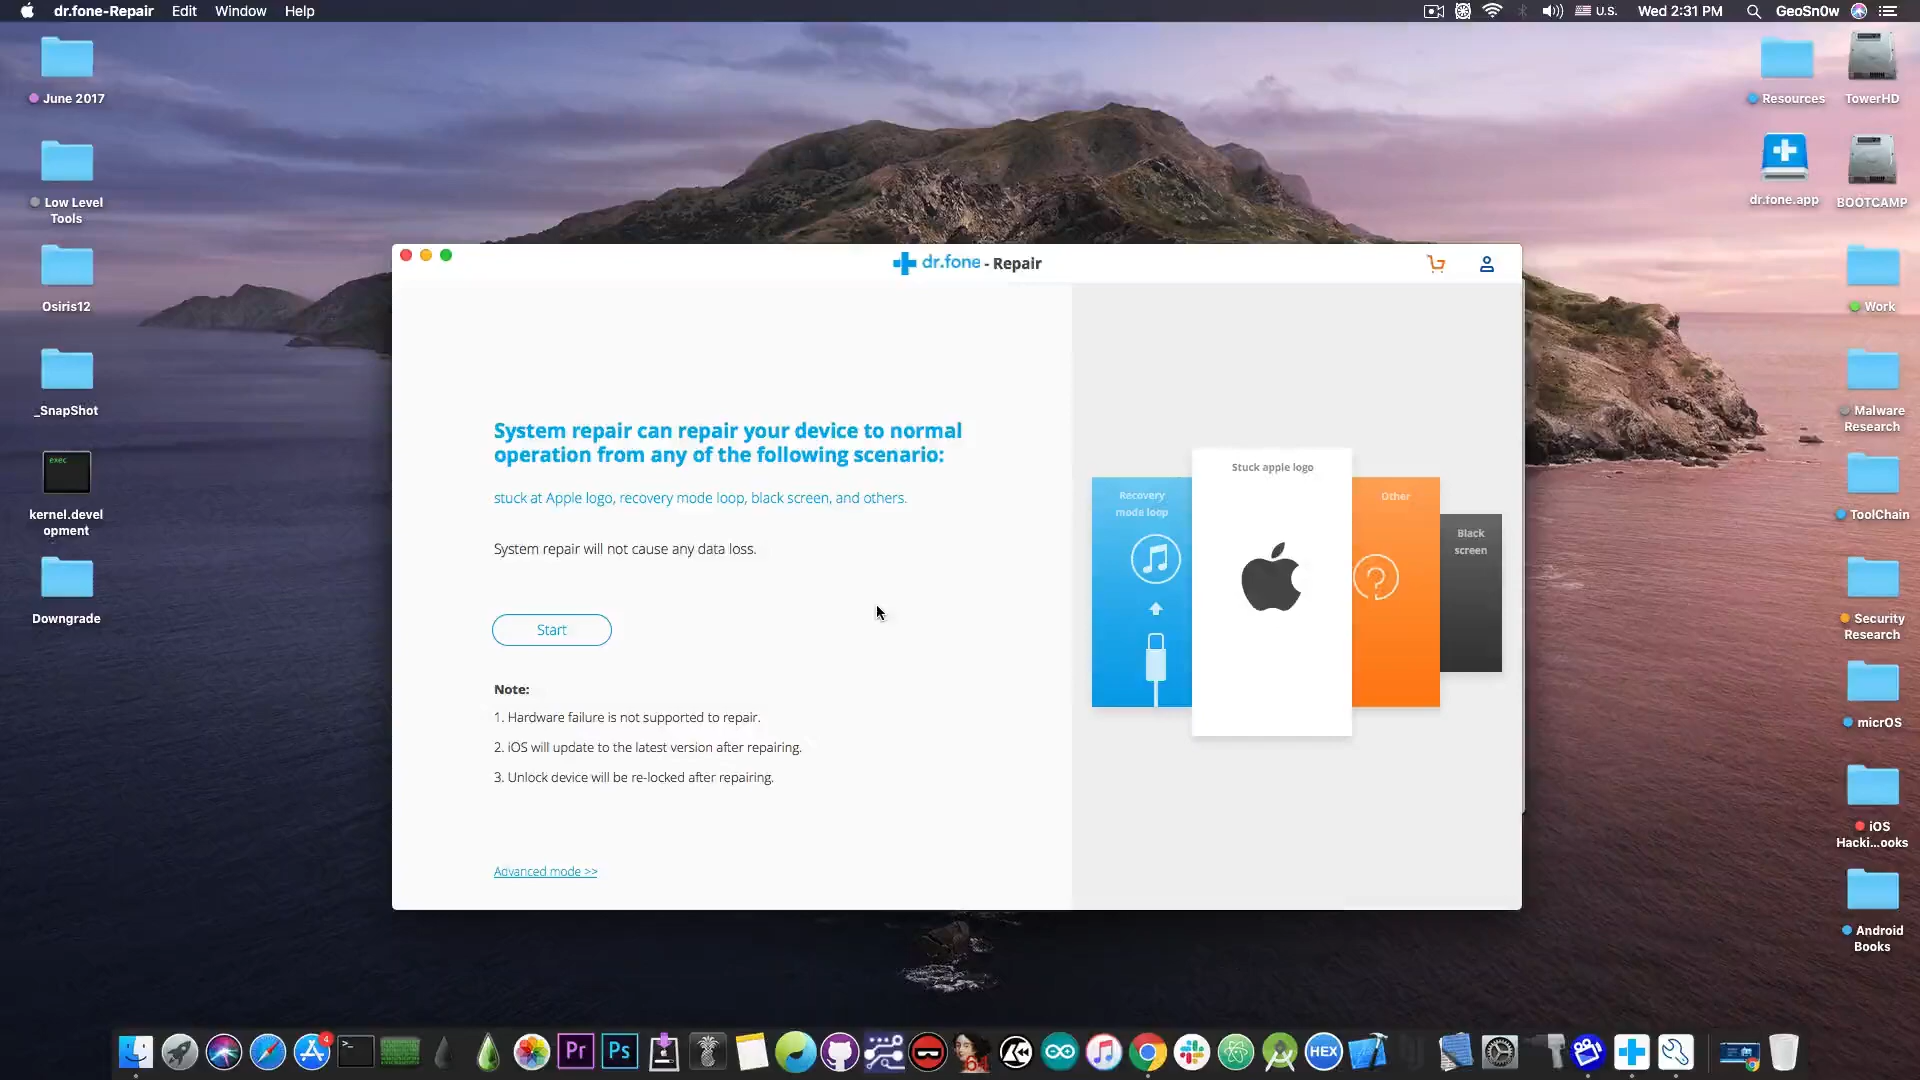 dr.fone-Repair Edit Window Help
U.S. Wed 2:31 PM GeoSn0w
June 2017
Low Level
Tools
Osiris12
_SnapShot
exec
kernel.devel
opment
Downgrade
Resources
TowerHD
dr.fone.app
BOOTCAMP
Work
Malware
Research
ToolChain
Security
Research
micrOS
iOS
Hacki...ooks
Android
Books
dr.fone - Repair
System repair can repair your device to normal
operation from any of the following scenario:
stuck at Apple logo, recovery mode loop, black screen, and others.
System repair will not cause any data loss.
Start
Note:
1. Hardware failure is not supported to repair.
2. iOS will update to the latest version after repairing.
3. Unlock device will be re-locked after repairing.
Advanced mode >>
Recovery
mode loop
Stuck apple logo
Other
Black
screen
4
Pr
Ps
64
HEX